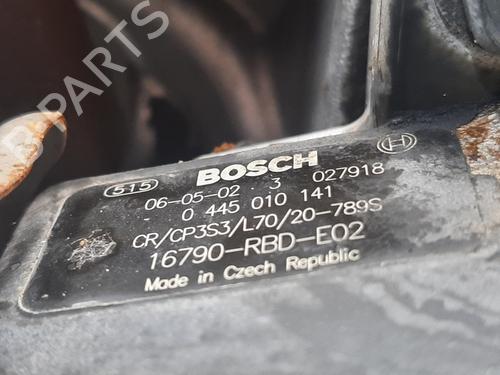 B-PARTS
BOSCH
515
06-05-02 3 027918
0 445 010 141
CR/CP3S3/L70/20-789S
16790-RBD-E02
Made in Czech Republic